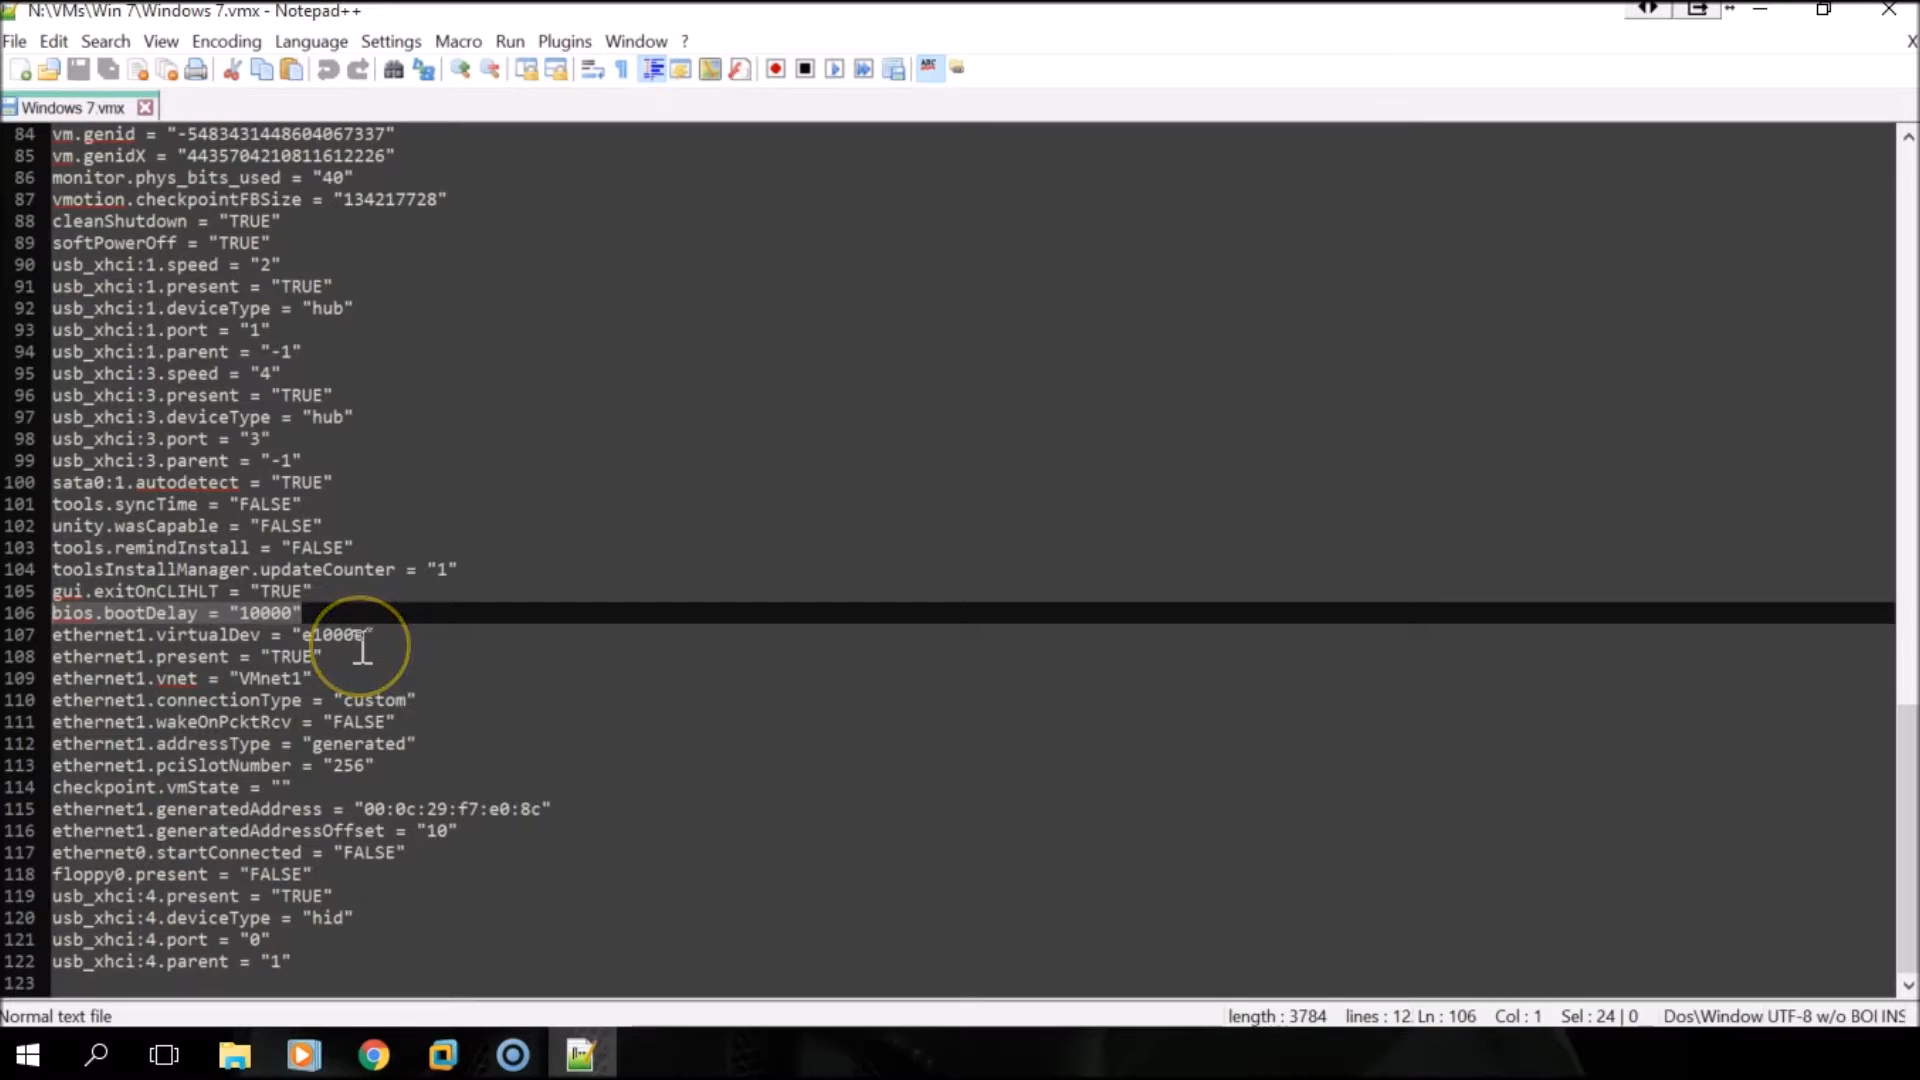 N:\VMs\Win 7\Windows 7.vmx - Notepad++
File Edit Search View Encoding Language Settings Macro Run Plugins Window ? X
ABC
Windows 7.vmx
84 vm.genid = "-5483431448604067337"
85 vm.genidX = "4435704210811612226"
86 monitor.phys_bits_used = "40"
87 vmotion.checkpointFBSize = "134217728"
88 cleanShutdown = "TRUE"
89 softPowerOff = "TRUE"
90 usb_xhci:1.speed = "2"
91 usb_xhci:1.present = "TRUE"
92 usb_xhci:1.deviceType = "hub"
93 usb_xhci:1.port = "1"
94 usb_xhci:1.parent = "-1"
95 usb_xhci:3.speed = "4"
96 usb_xhci:3.present = "TRUE"
97 usb_xhci:3.deviceType = "hub"
98 usb_xhci:3.port = "3"
99 usb_xhci:3.parent = "-1"
100 sata0:1.autodetect = "TRUE"
101 tools.syncTime = "FALSE"
102 unity.wasCapable = "FALSE"
103 tools.remindInstall = "FALSE"
104 toolsInstallManager.updateCounter = "1"
105 gui.exitOnCLIHLT = "TRUE"
106 bios.bootDelay = "10000"
107 ethernet1.virtualDev = "e1000e"
108 ethernet1.present = "TRUE"
109 ethernet1.vnet = "VMnet1"
110 ethernet1.connectionType = "custom"
111 ethernet1.wakeOnPcktRcv = "FALSE"
112 ethernet1.addressType = "generated"
113 ethernet1.pciSlotNumber = "256"
114 checkpoint.vmState = ""
115 ethernet1.generatedAddress = "00:0c:29:f7:e0:8c"
116 ethernet1.generatedAddressOffset = "10"
117 ethernet0.startConnected = "FALSE"
118 floppy0.present = "FALSE"
119 usb_xhci:4.present = "TRUE"
120 usb_xhci:4.deviceType = "hid"
121 usb_xhci:4.port = "0"
122 usb_xhci:4.parent = "1"
123
Normal text file length : 3784 lines : 12 Ln : 106 Col : 1 Sel : 24 | 0 Dos\Window UTF-8 w/o BOI INS